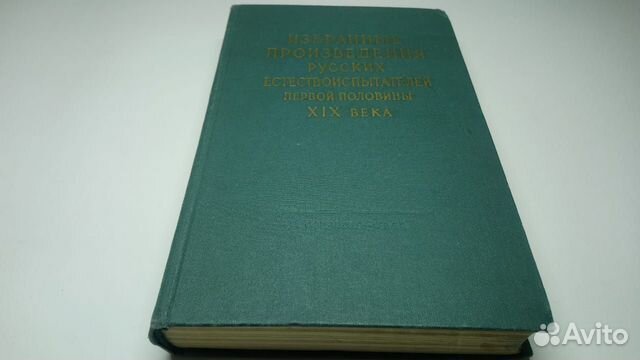 ИЗБРАННЫЕ
ПРОИЗВЕДЕНИЯ
РУССКИХ
ЕСТЕСТВОИСПЫТАТЕЛЕЙ
ПЕРВОЙ ПОЛОВИНЫ
XIX ВЕКА
Avito